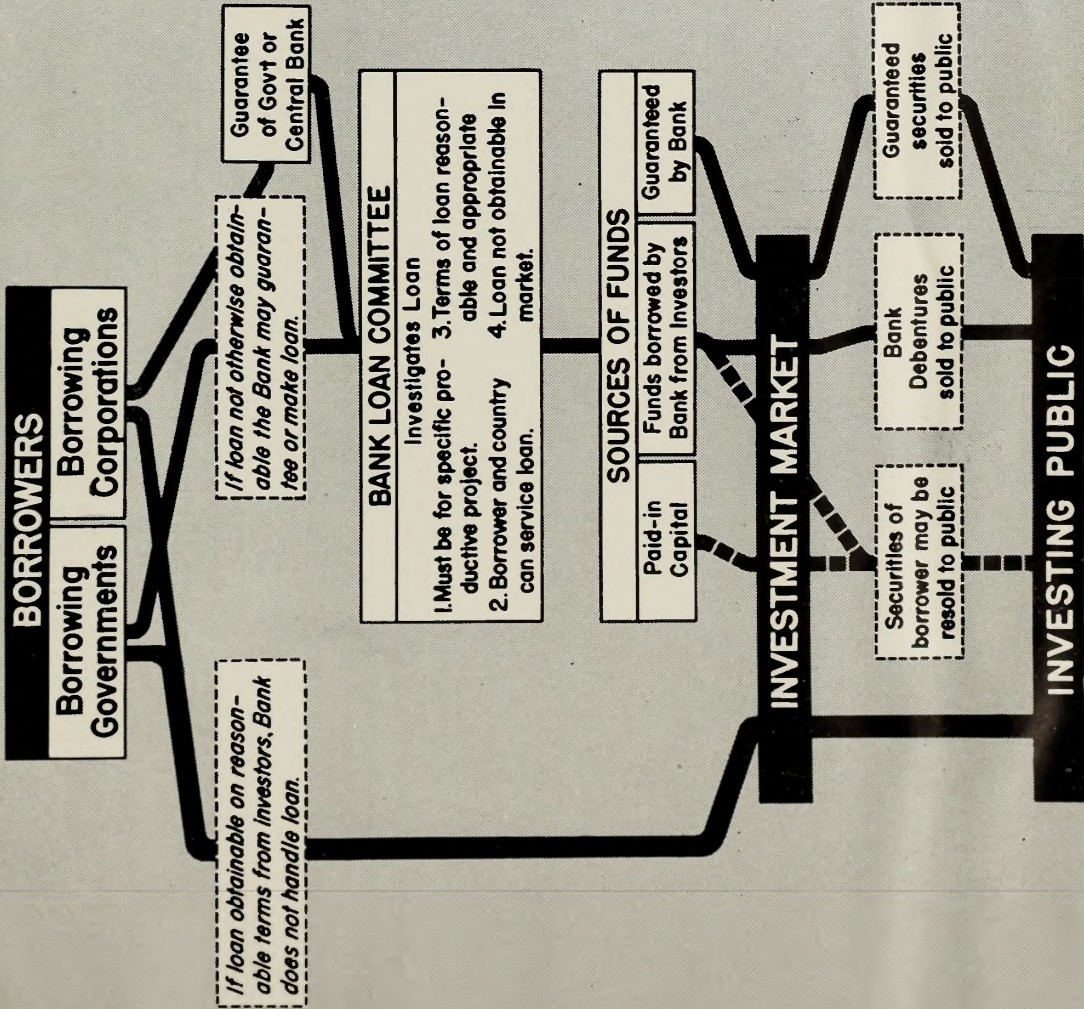 BORROWERS
Borrowing
Governments
Borrowing
Corporations
If loan obtainable on reason-
able terms from investors, Bank
does not handle loan.
If loan not otherwise obtain-
able the Bank may guaran-
tee or make loan.
Guarantee
of Govt or
Central Bank
BANK LOAN COMMITTEE
Investigates Loan
1. Must be for specific pro-
ductive project.
2. Borrower and country
can service loan.
3. Terms of loan reason-
able and appropriate
4. Loan not obtainable in
market.
SOURCES OF FUNDS
Paid-in
Capital
Funds borrowed by
Bank from Investors
Guaranteed
by Bank
INVESTMENT MARKET
Securities of
borrower may be
resold to public
Bank
Debentures
sold to public
Guaranteed
securities
sold to public
INVESTING PUBLIC